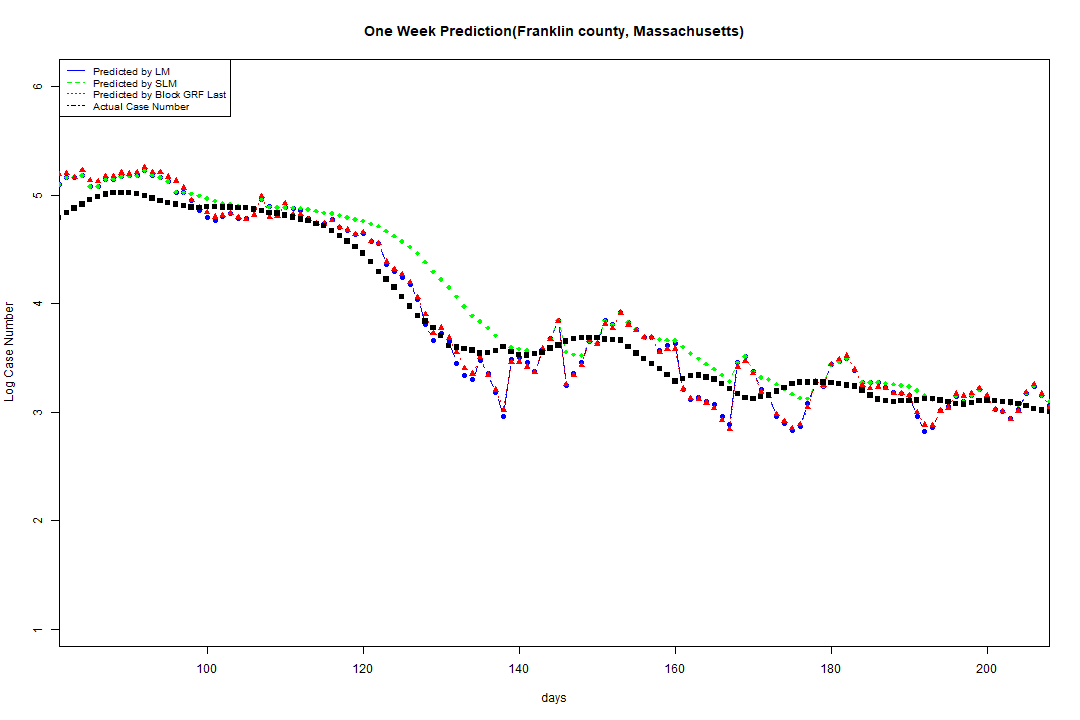 One Week Prediction(Franklin county, Massachusetts)
Predicted by LM
Predicted by SLM
Predicted by Block GRF Last
Actual Case Number
Log Case Number
6
5
4
3
2
1
100 120 140 160 180 200
days